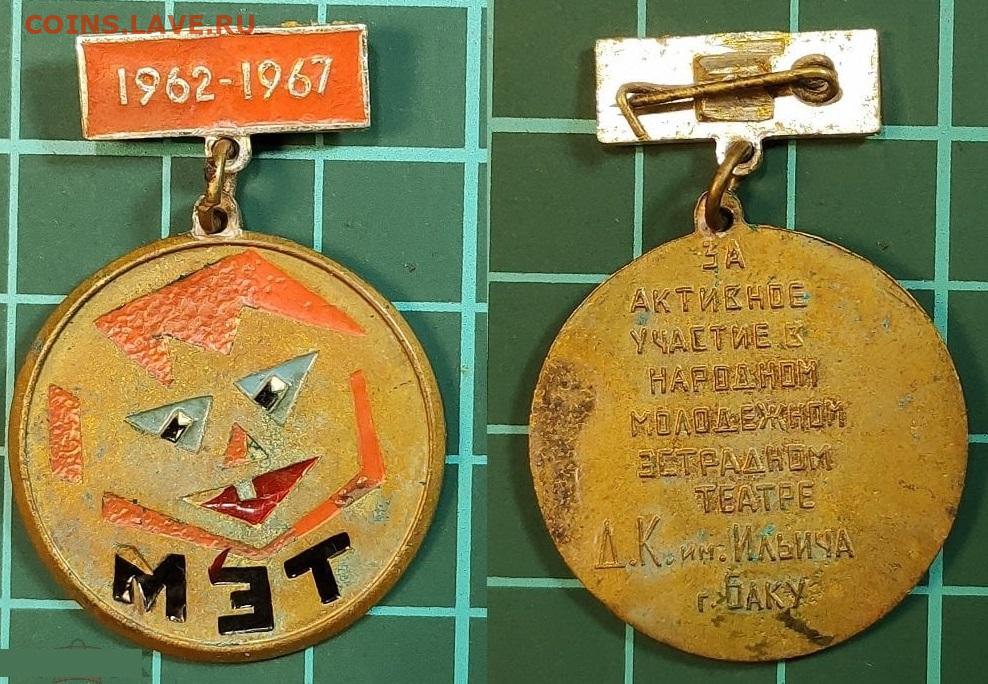 COINS.LAVE.RU
1962-1967
МЭТ
ЗА
АКТИВНОЕ
УЧАСТИЕ В
НАРОДНОМ
МОЛОДЕЖНОМ
ЭСТРАДНОМ
ТЕАТРЕ
Д.К. им. Ильича
г. Баку